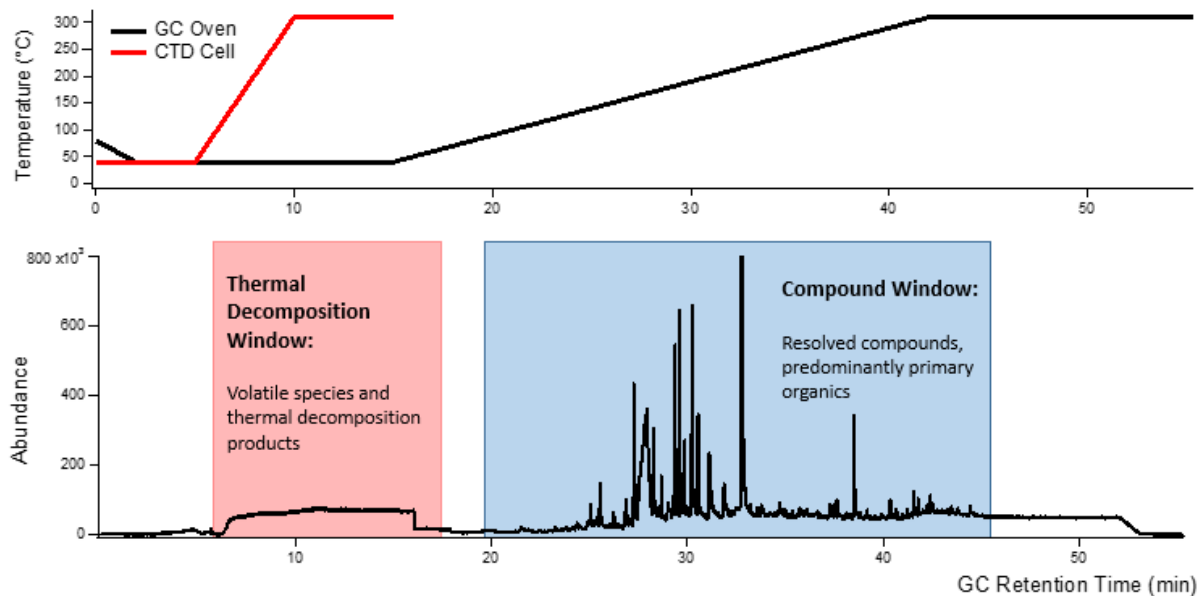 Temperature (°C)
300
250
200
150
100
50
0
GC Oven
CTD Cell
0
10
20
30
40
50
Abundance
800 x10³
600
400
200
0
Thermal
Decomposition
Window:
Volatile species and
thermal decomposition
products
Compound Window:
Resolved compounds,
predominantly primary
organics
10
20
30
40
50
GC Retention Time (min)